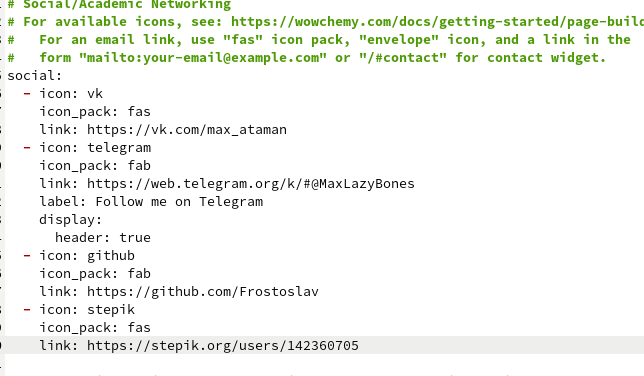 # Social/Academic Networking
# For available icons, see: https://wowchemy.com/docs/getting-started/page-buil
#   For an email link, use "fas" icon pack, "envelope" icon, and a link in the
#   form "mailto:your-email@example.com" or "/#contact" for contact widget.
social:
  - icon: vk
    icon_pack: fas
    link: https://vk.com/max_ataman
  - icon: telegram
    icon_pack: fab
    link: https://web.telegram.org/k/#@MaxLazyBones
    label: Follow me on Telegram
    display:
      header: true
  - icon: github
    icon_pack: fab
    link: https://github.com/Frostoslav
  - icon: stepik
    icon_pack: fas
    link: https://stepik.org/users/142360705